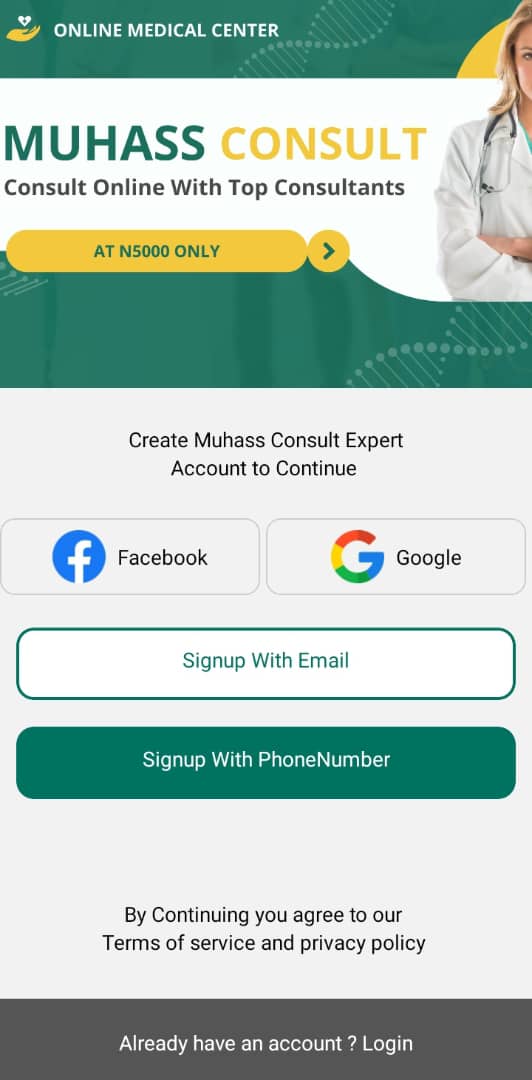 ONLINE MEDICAL CENTER
MUHASS CONSULT
Consult Online With Top Consultants
AT N5000 ONLY
Create Muhass Consult Expert
Account to Continue
Facebook
Google
Signup With Email
Signup With PhoneNumber
By Continuing you agree to our
Terms of service and privacy policy
Already have an account ? Login